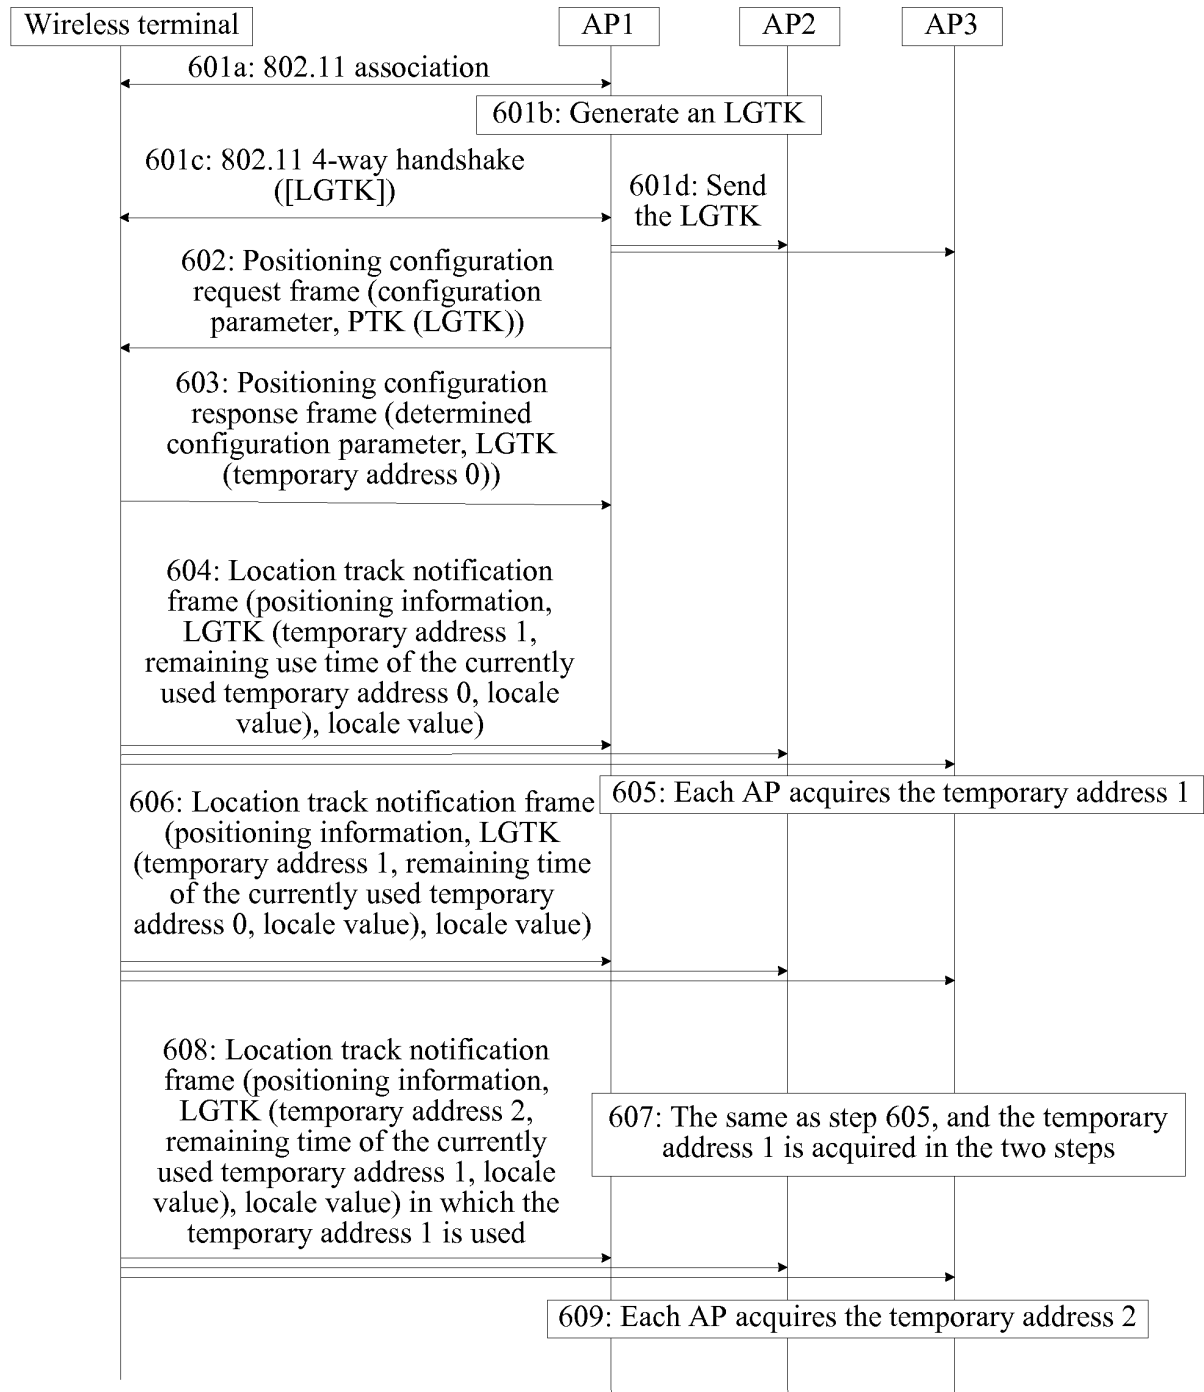 Wireless terminal
AP1
AP2
AP3
601a: 802.11 association
601b: Generate an LGTK
601c: 802.11 4-way handshake
([LGTK])
601d: Send
the LGTK
602: Positioning configuration
request frame (configuration
parameter, PTK (LGTK))
603: Positioning configuration
response frame (determined
configuration parameter, LGTK
(temporary address 0))
604: Location track notification
frame (positioning information,
LGTK (temporary address 1,
remaining use time of the currently
used temporary address 0, locale
value), locale value)
605: Each AP acquires the temporary address 1
606: Location track notification frame
(positioning information, LGTK
(temporary address 1, remaining time
of the currently used temporary
address 0, locale value), locale value)
607: The same as step 605, and the temporary
address 1 is acquired in the two steps
608: Location track notification
frame (positioning information,
LGTK (temporary address 2,
remaining time of the currently
used temporary address 1, locale
value), locale value) in which the
temporary address 1 is used
609: Each AP acquires the temporary address 2